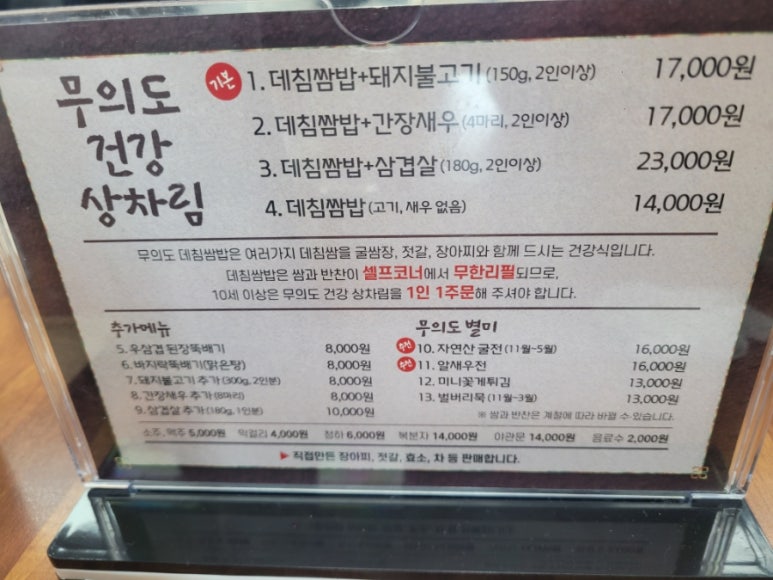 무의도
건강
상차림
기본 1. 데침쌈밥+돼지불고기 (150g, 2인이상) 17,000원
2. 데침쌈밥+간장새우 (4마리, 2인이상) 17,000원
3. 데침쌈밥+삼겹살 (180g, 2인이상) 23,000원
4. 데침쌈밥 (고기, 새우 없음) 14,000원
무의도 데침쌈밥은 여러가지 데침쌈을 굴쌈장, 젓갈, 장아찌와 함께 드시는 건강식입니다.
데침쌈밥은 쌈과 반찬이 셀프코너에서 무한리필되므로,
10세 이상은 무의도 건강 상차림을 1인 1주문해 주셔야 합니다.
추가메뉴
5. 우삼겹 된장뚝배기 8,000원
6. 바지락뚝배기(맑은탕) 8,000원
7. 돼지불고기 추가 (300g, 2인분) 8,000원
8. 간장새우 추가 (8마리) 8,000원
9. 삼겹살 추가 (180g, 1인분) 10,000원
무의도 별미
추천 10. 자연산 굴전 (11월~5월) 16,000원
추천 11. 알새우전 16,000원
12. 미니꽃게튀김 13,000원
13. 벌버리묵 (11월~3월) 13,000원
※ 쌈과 반찬은 계절에 따라 바뀔 수 있습니다.
소주, 맥주 5,000원 막걸리 4,000원 청하 6,000원 복분자 14,000원 야관문 14,000원 음료수 2,000원
▶ 직접만든 장아찌, 젓갈, 효소, 차 등 판매합니다.